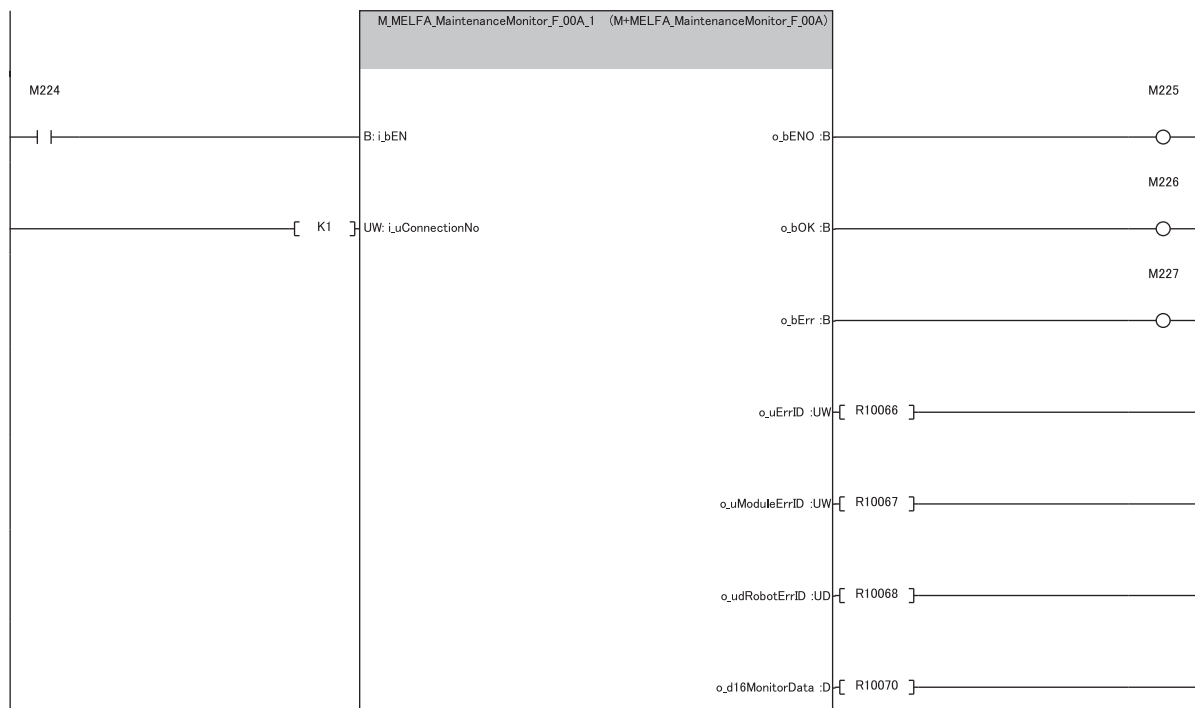 M_MELFA_MaintenanceMonitor_F_00A_1 (M+MELFA_MaintenanceMonitor_F_00A)
M224
M225
B: i_bEN
o_bENO :B
M226
K1
UW: i_uConnectionNo
o_bOK :B
M227
o_bErr :B
o_uErrID :UW
R10066
o_uModuleErrID :UW
R10067
o_udRobotErrID :UD
R10068
o_d16MonitorData :D
R10070